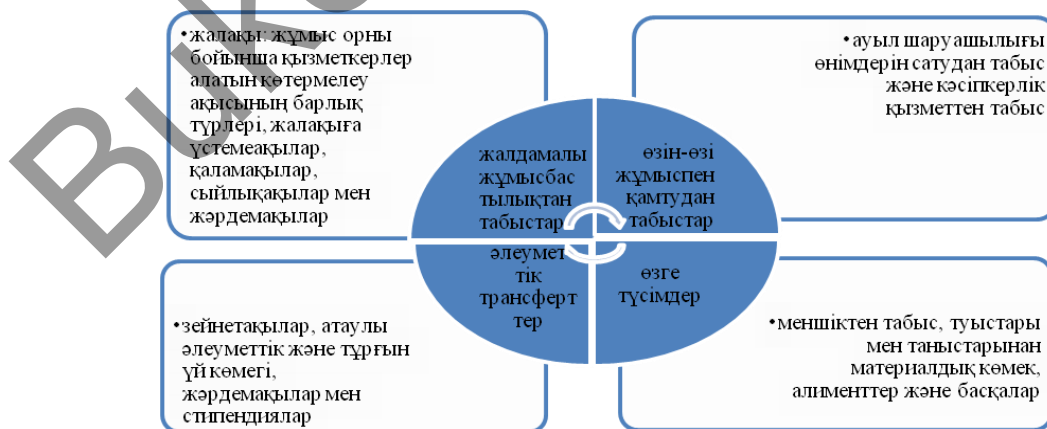 •жалақы: жұмыс орны
бойынша қызметкерлер
алатын көтермелеу
ақысының барлық
түрлері, жалақыға
үстемеақылар,
қаламақылар,
сыйлықақылар мен
жәрдемақылар
•ауыл шаруашылығы
өнімдерін сатудан табыс
және кәсіпкерлік
қызметтен табыс
жалдамалы
жұмысбас
тылықтан
табыстар
өзін-өзі
жұмыспен
қамтудан
табыстар
әлеумет
тік
трансферт
тер
өзге
түсімдер
•зейнетақылар, атаулы
әлеуметтік және тұрғын
үй көмегі,
жәрдемақылар мен
стипендиялар
•меншіктен табыс, туыстары
мен таныстарынан
материалдық көмек,
алименттер және басқалар